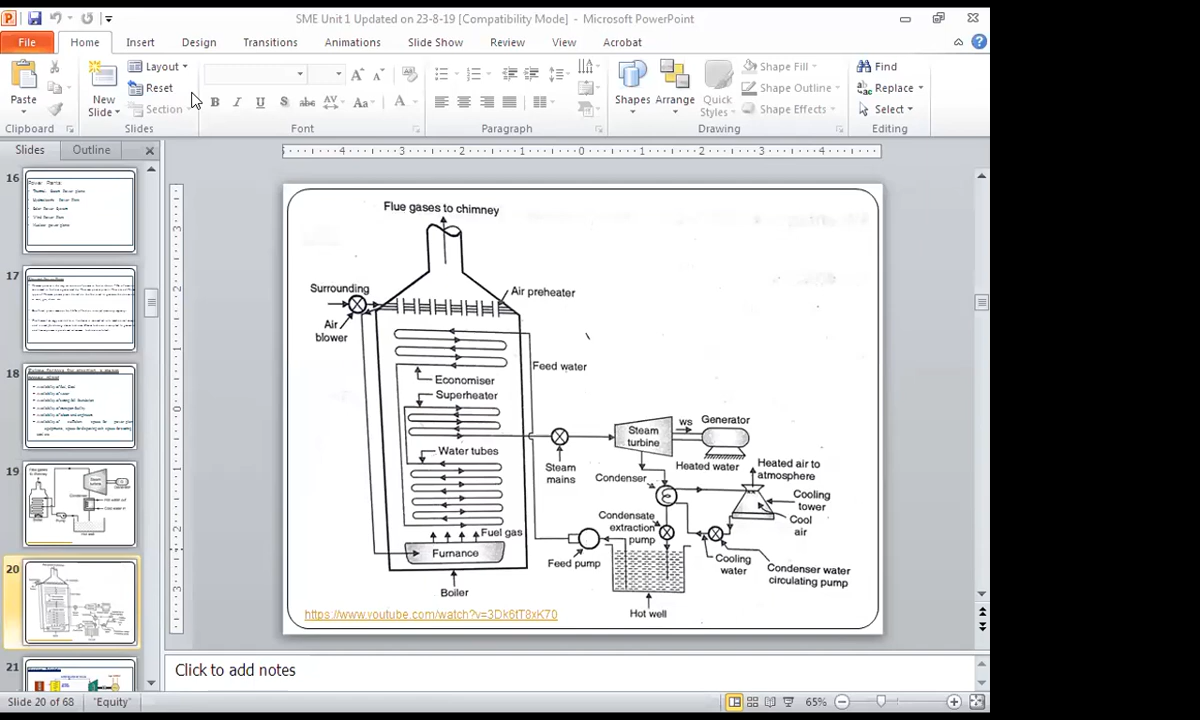 SME Unit 1 Updated on 23-8-19 [Compatibility Mode] - Microsoft PowerPoint
File Home Insert Design Transitions Animations Slide Show Review View Acrobat
Paste
New Slide
Layout
Reset
Section
Shapes
Arrange
Quick Styles
Shape Fill
Shape Outline
Shape Effects
Find
Replace
Select
Clipboard Slides Font Paragraph Drawing Editing
Slides Outline
16
Power Plants:
17
18
19
20
21
Flue gases to chimney
Surrounding
Air preheater
Air
blower
Feed water
Economiser
Superheater
Water tubes
Steam
mains
Steam
turbine
ws
Generator
Heated water
Heated air to
atmosphere
Condenser
Cooling
tower
Cool
air
Condensate
extraction
pump
Fuel gas
Furnance
Feed pump
Cooling
water
Condenser water
circulating pump
Boiler
Hot well
https://www.youtube.com/watch?v=3Dk6fT8xK70
Click to add notes
Slide 20 of 68 "Equity" 65%